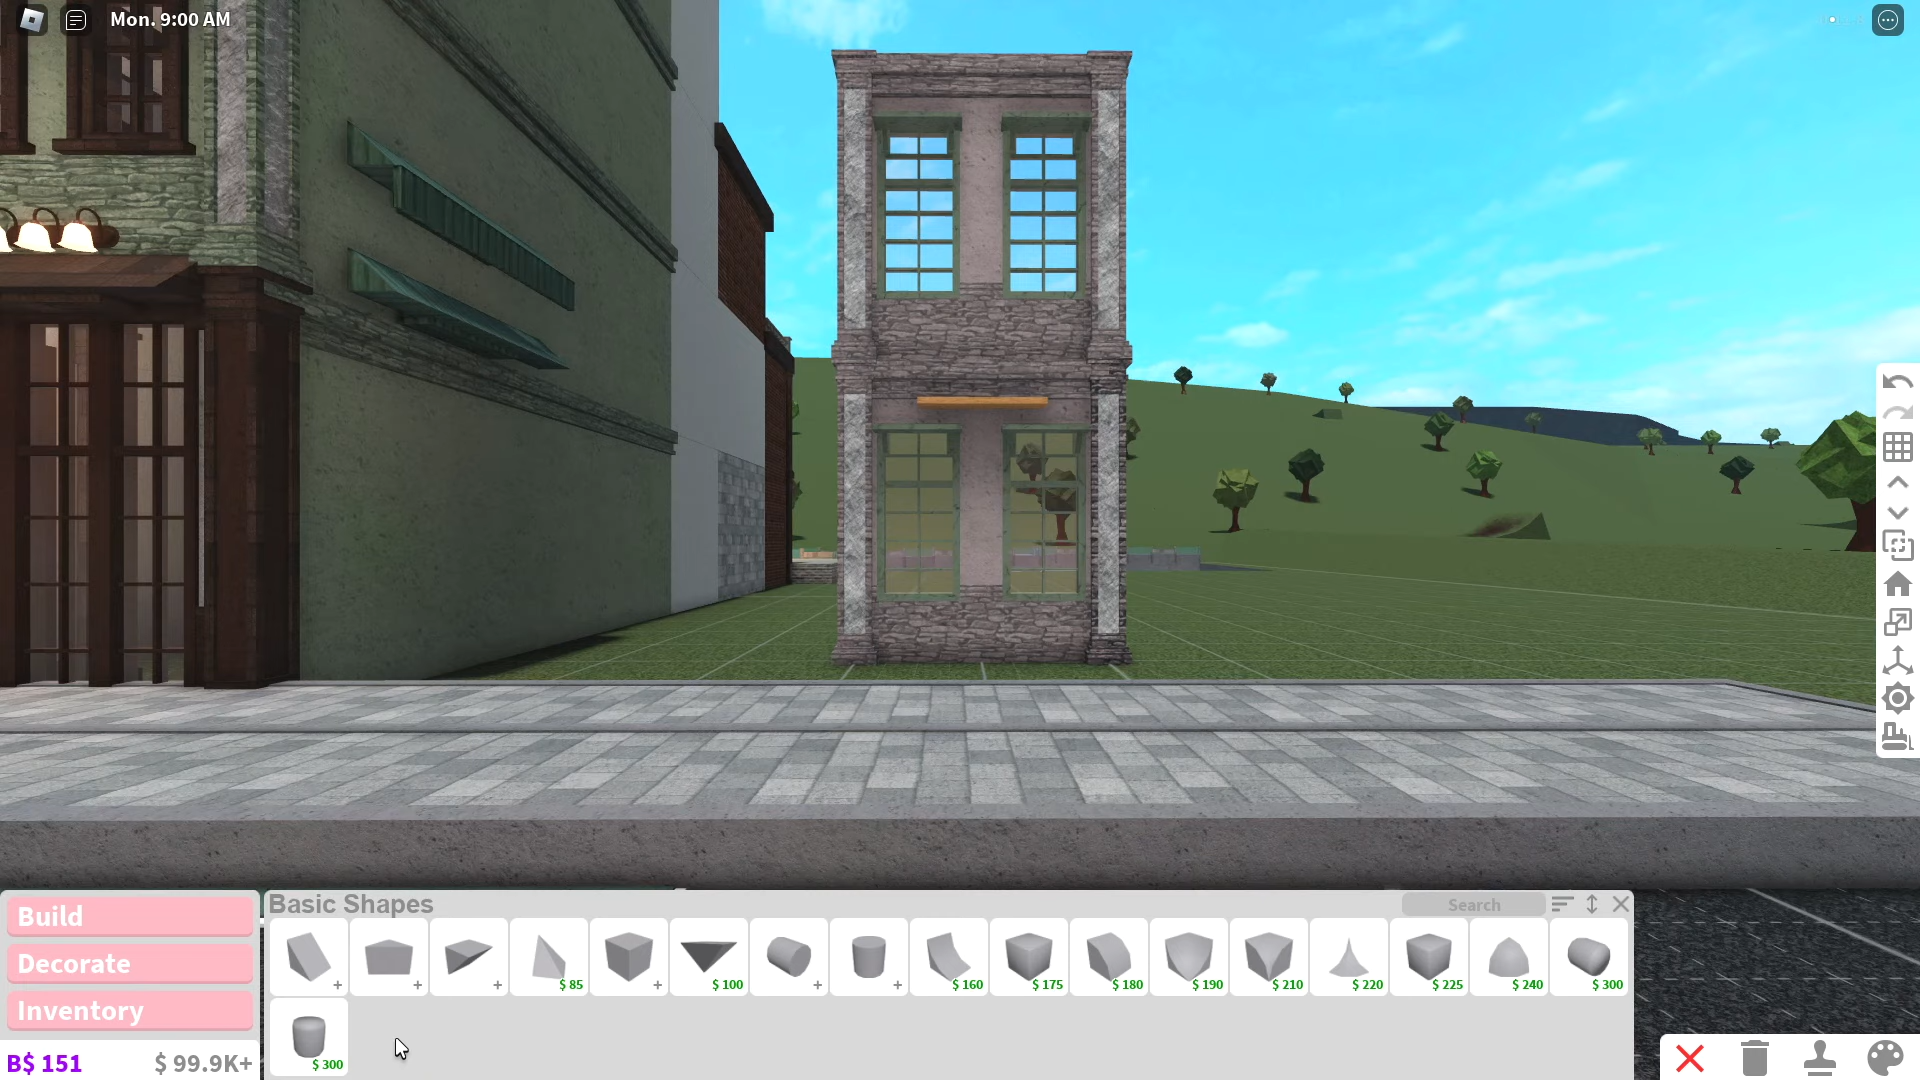 Mon. 9:00 AM
Basic Shapes
Search
Build
Decorate
Inventory
B$ 151
$ 99.9K+
+
+
+
$ 85
+
$ 100
+
+
$ 160
$ 175
$ 180
$ 190
$ 210
$ 220
$ 225
$ 240
$ 300
$ 300